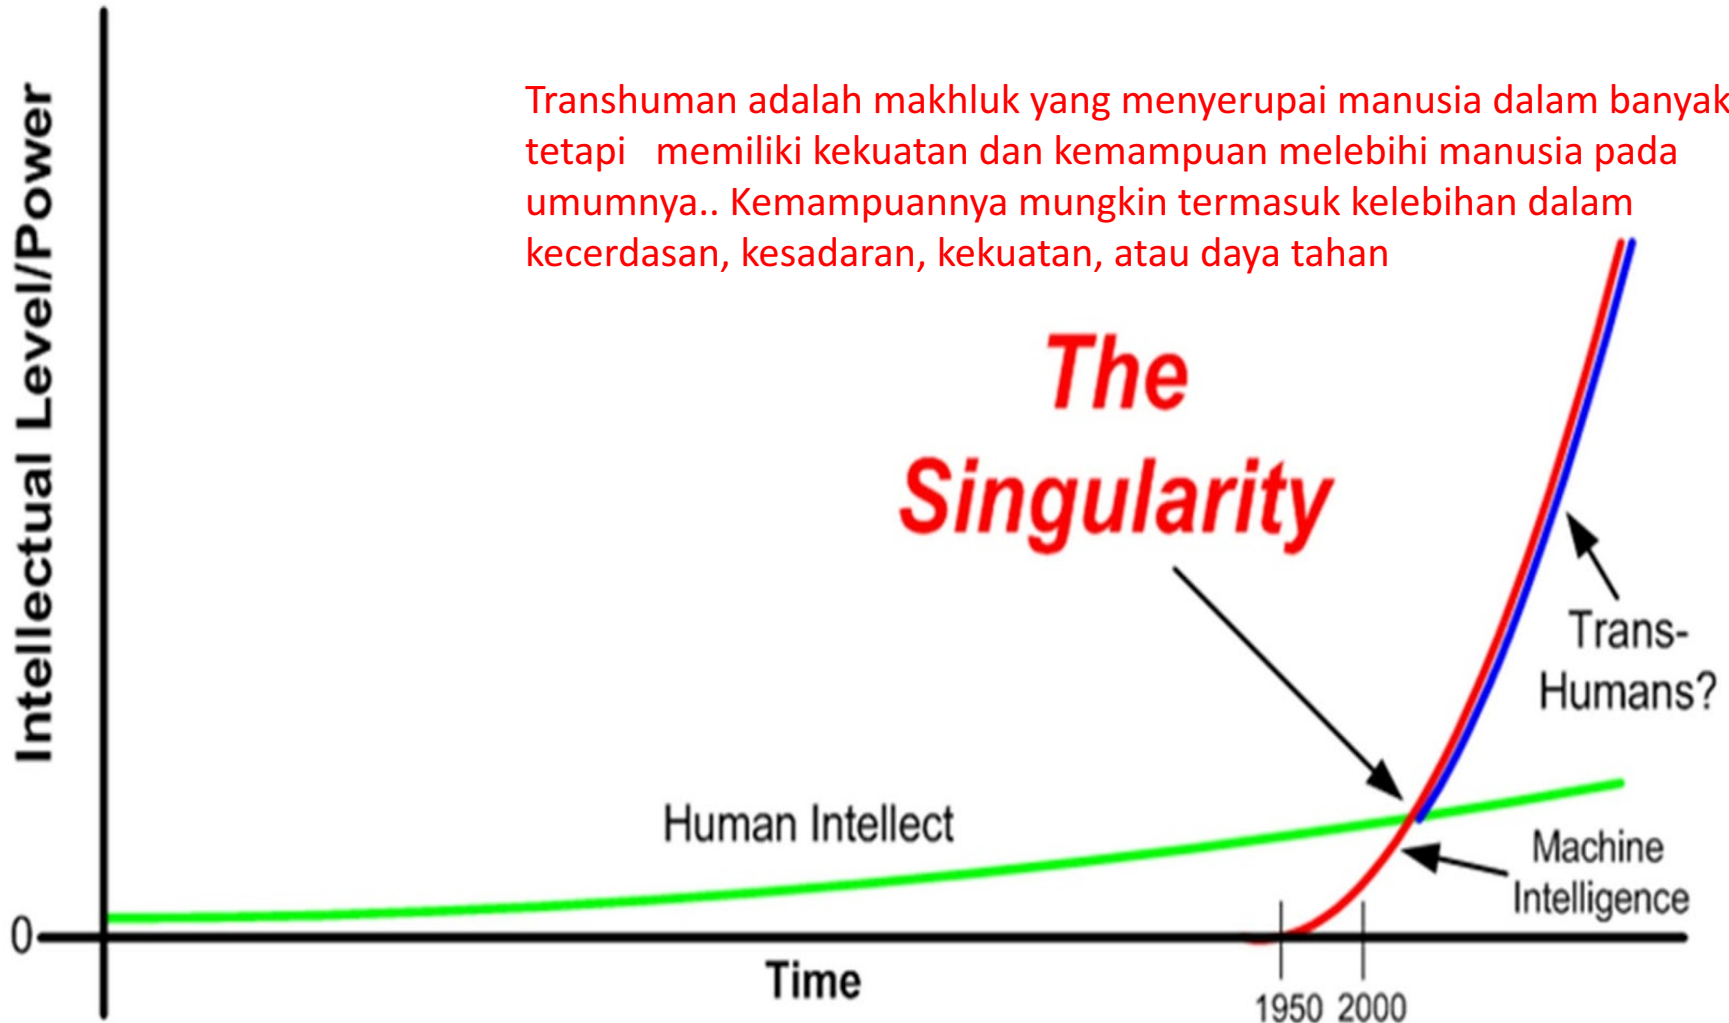 Transhuman adalah makhluk yang menyerupai manusia dalam banyak
tetapi memiliki kekuatan dan kemampuan melebihi manusia pada
umumnya.. Kemampuannya mungkin termasuk kelebihan dalam
kecerdasan, kesadaran, kekuatan, atau daya tahan
Intellectual Level/Power
The
Singularity
Trans-
Humans?
Human Intellect
Machine
Intelligence
0
Time
1950 2000